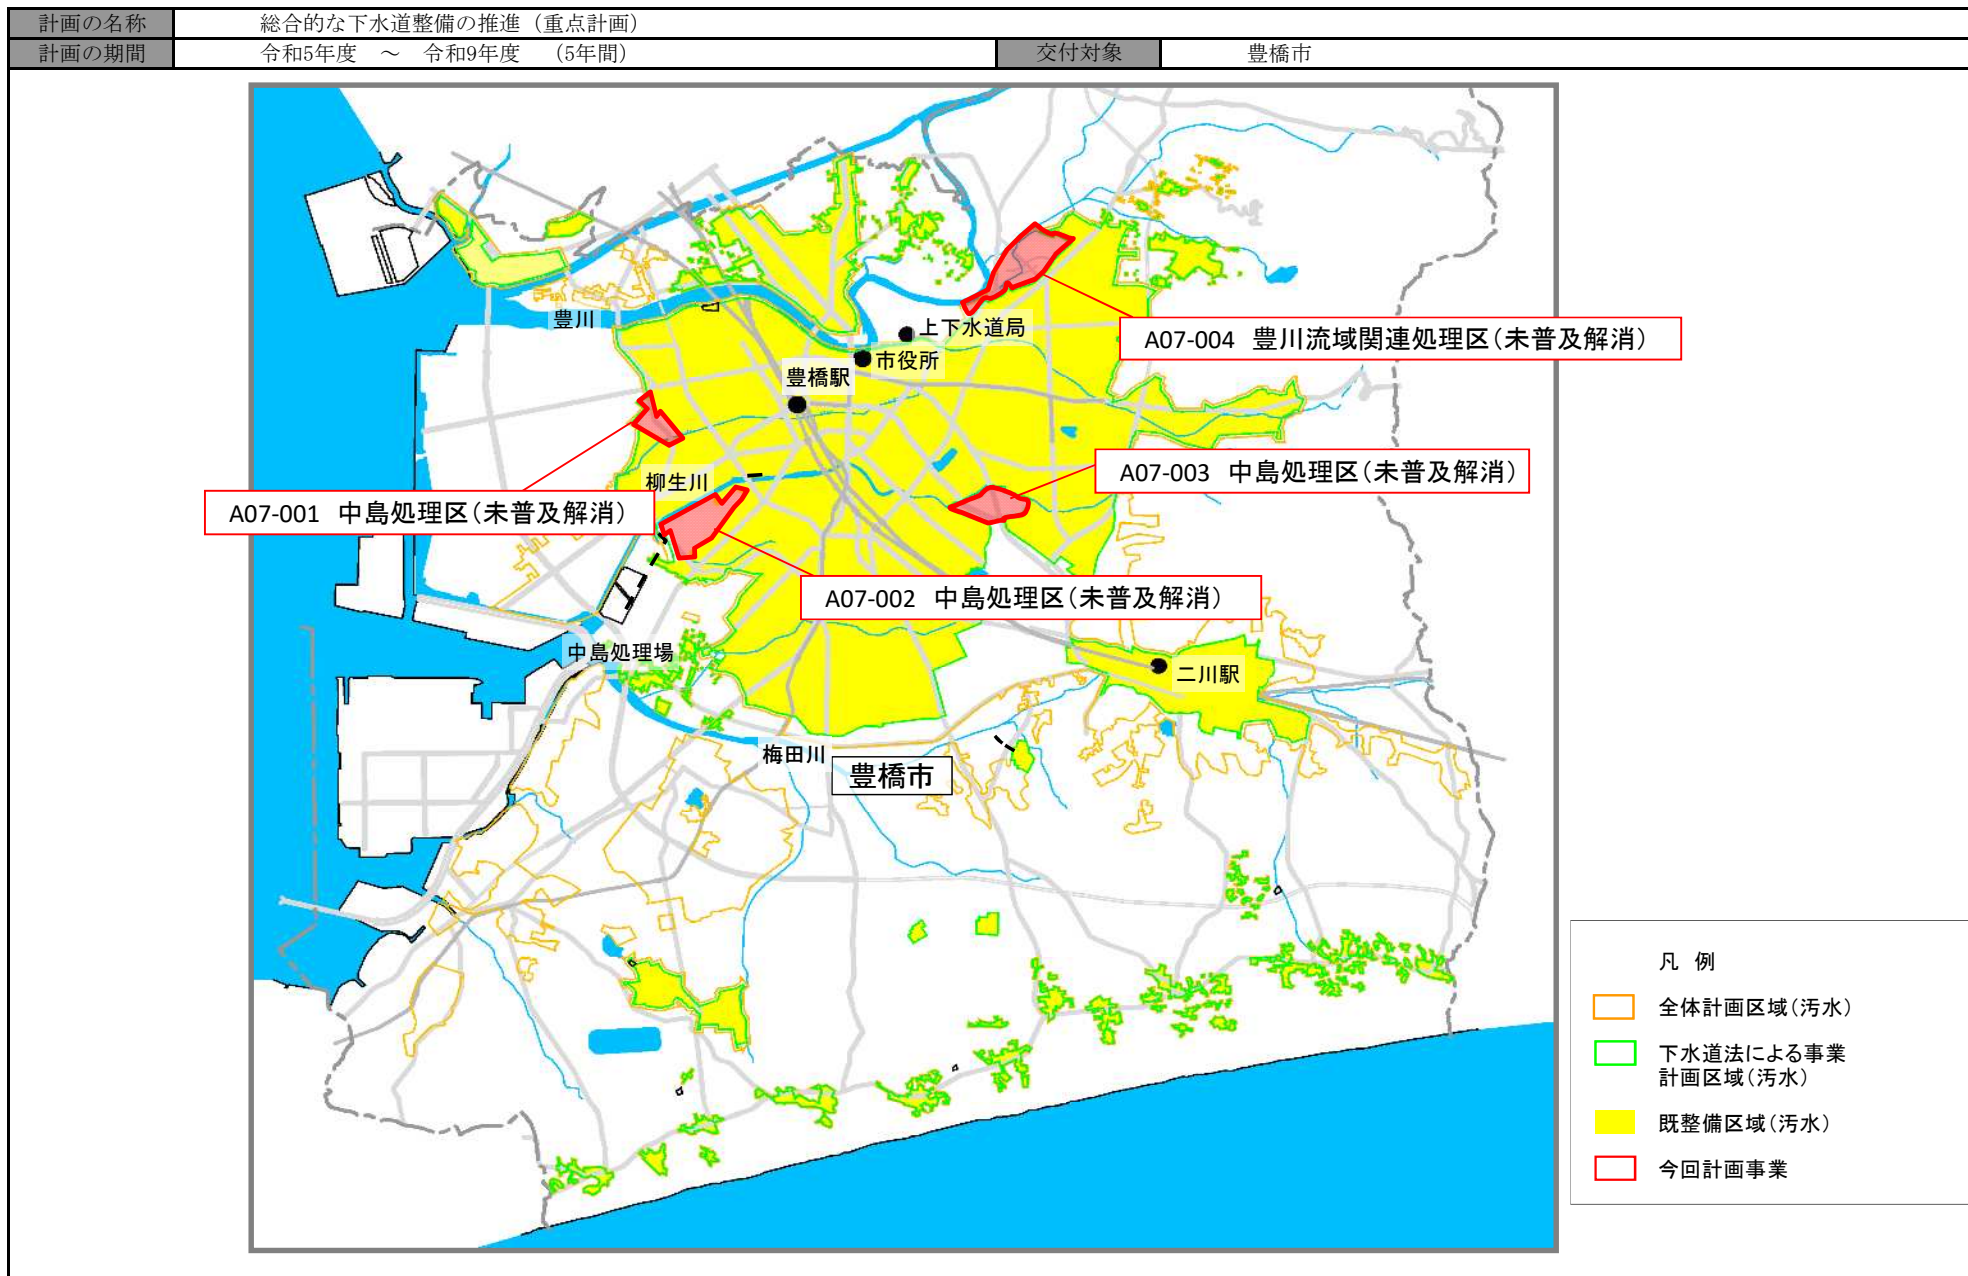 計画の名称
総合的な下水道整備の推進（重点計画）
計画の期間
令和5年度　～　令和9年度　（5年間）
交付対象
豊橋市
豊川
上下水道局
A07-004 豊川流域関連処理区（未普及解消）
市役所
豊橋駅
A07-003 中島処理区（未普及解消）
柳生川
A07-001 中島処理区（未普及解消）
A07-002 中島処理区（未普及解消）
中島処理場
二川駅
梅田川
豊橋市
凡 例
全体計画区域（汚水）
下水道法による事業
計画区域（汚水）
既整備区域（汚水）
今回計画事業